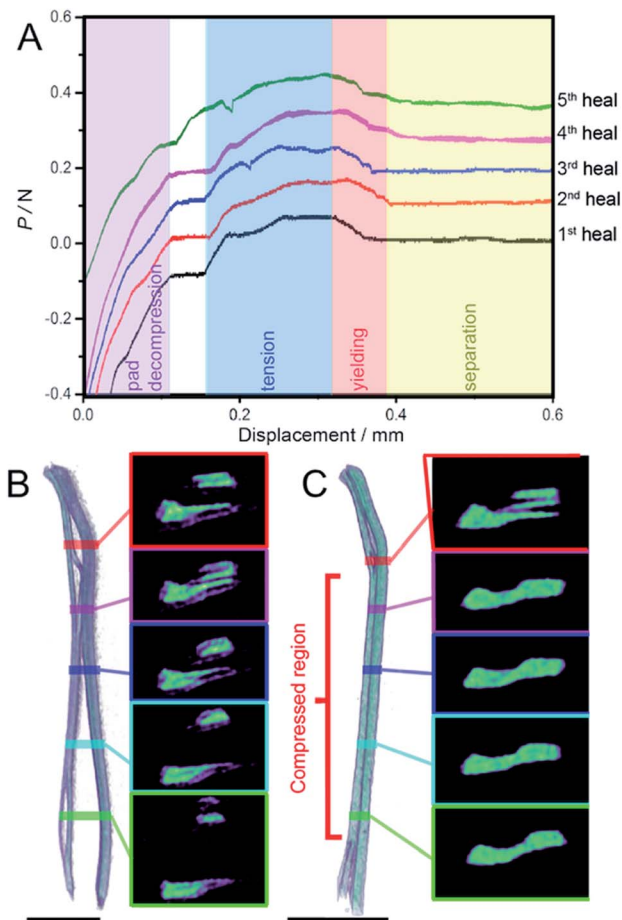 A
P / N
0.6
0.4
0.2
0.0
-0.2
-0.4
0.0
0.2
0.4
0.6
Displacement / mm
pad
decompression
tension
yielding
separation
5th heal
4th heal
3rd heal
2nd heal
1st heal
B
C
Compressed region